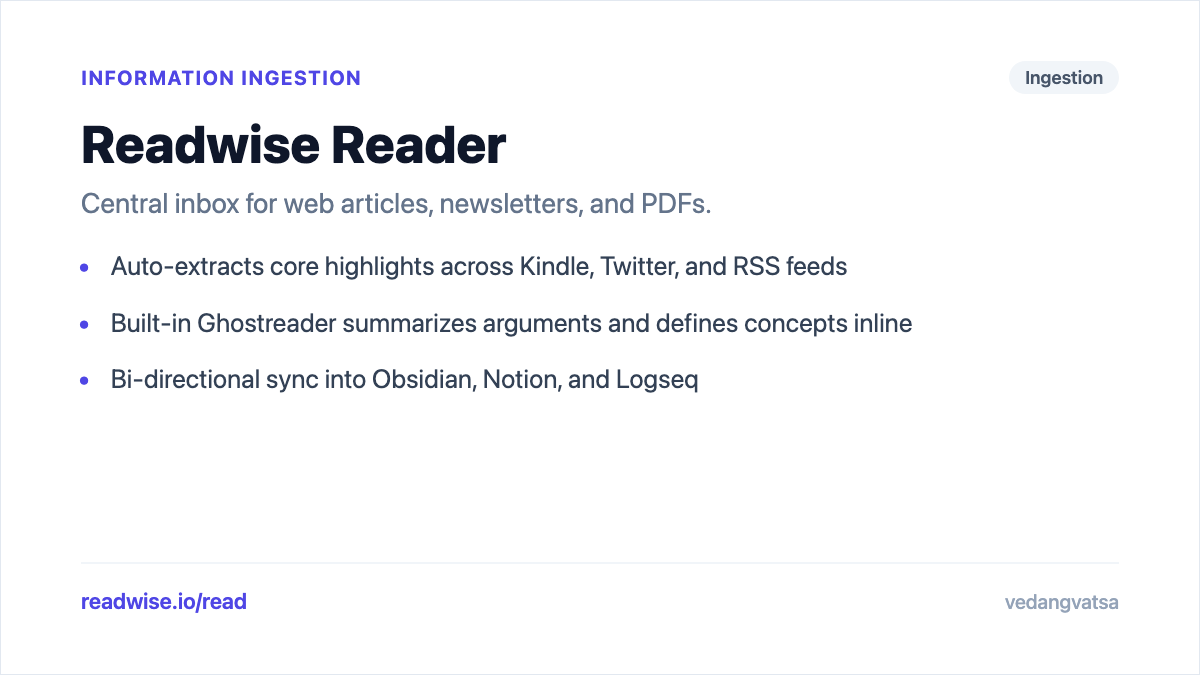 INFORMATION INGESTION
Ingestion
Readwise Reader
Central inbox for web articles, newsletters, and PDFs.
• Auto-extracts core highlights across Kindle, Twitter, and RSS feeds
• Built-in Ghostreader summarizes arguments and defines concepts inline
• Bi-directional sync into Obsidian, Notion, and Logseq
readwise.io/read
vedangvatsa